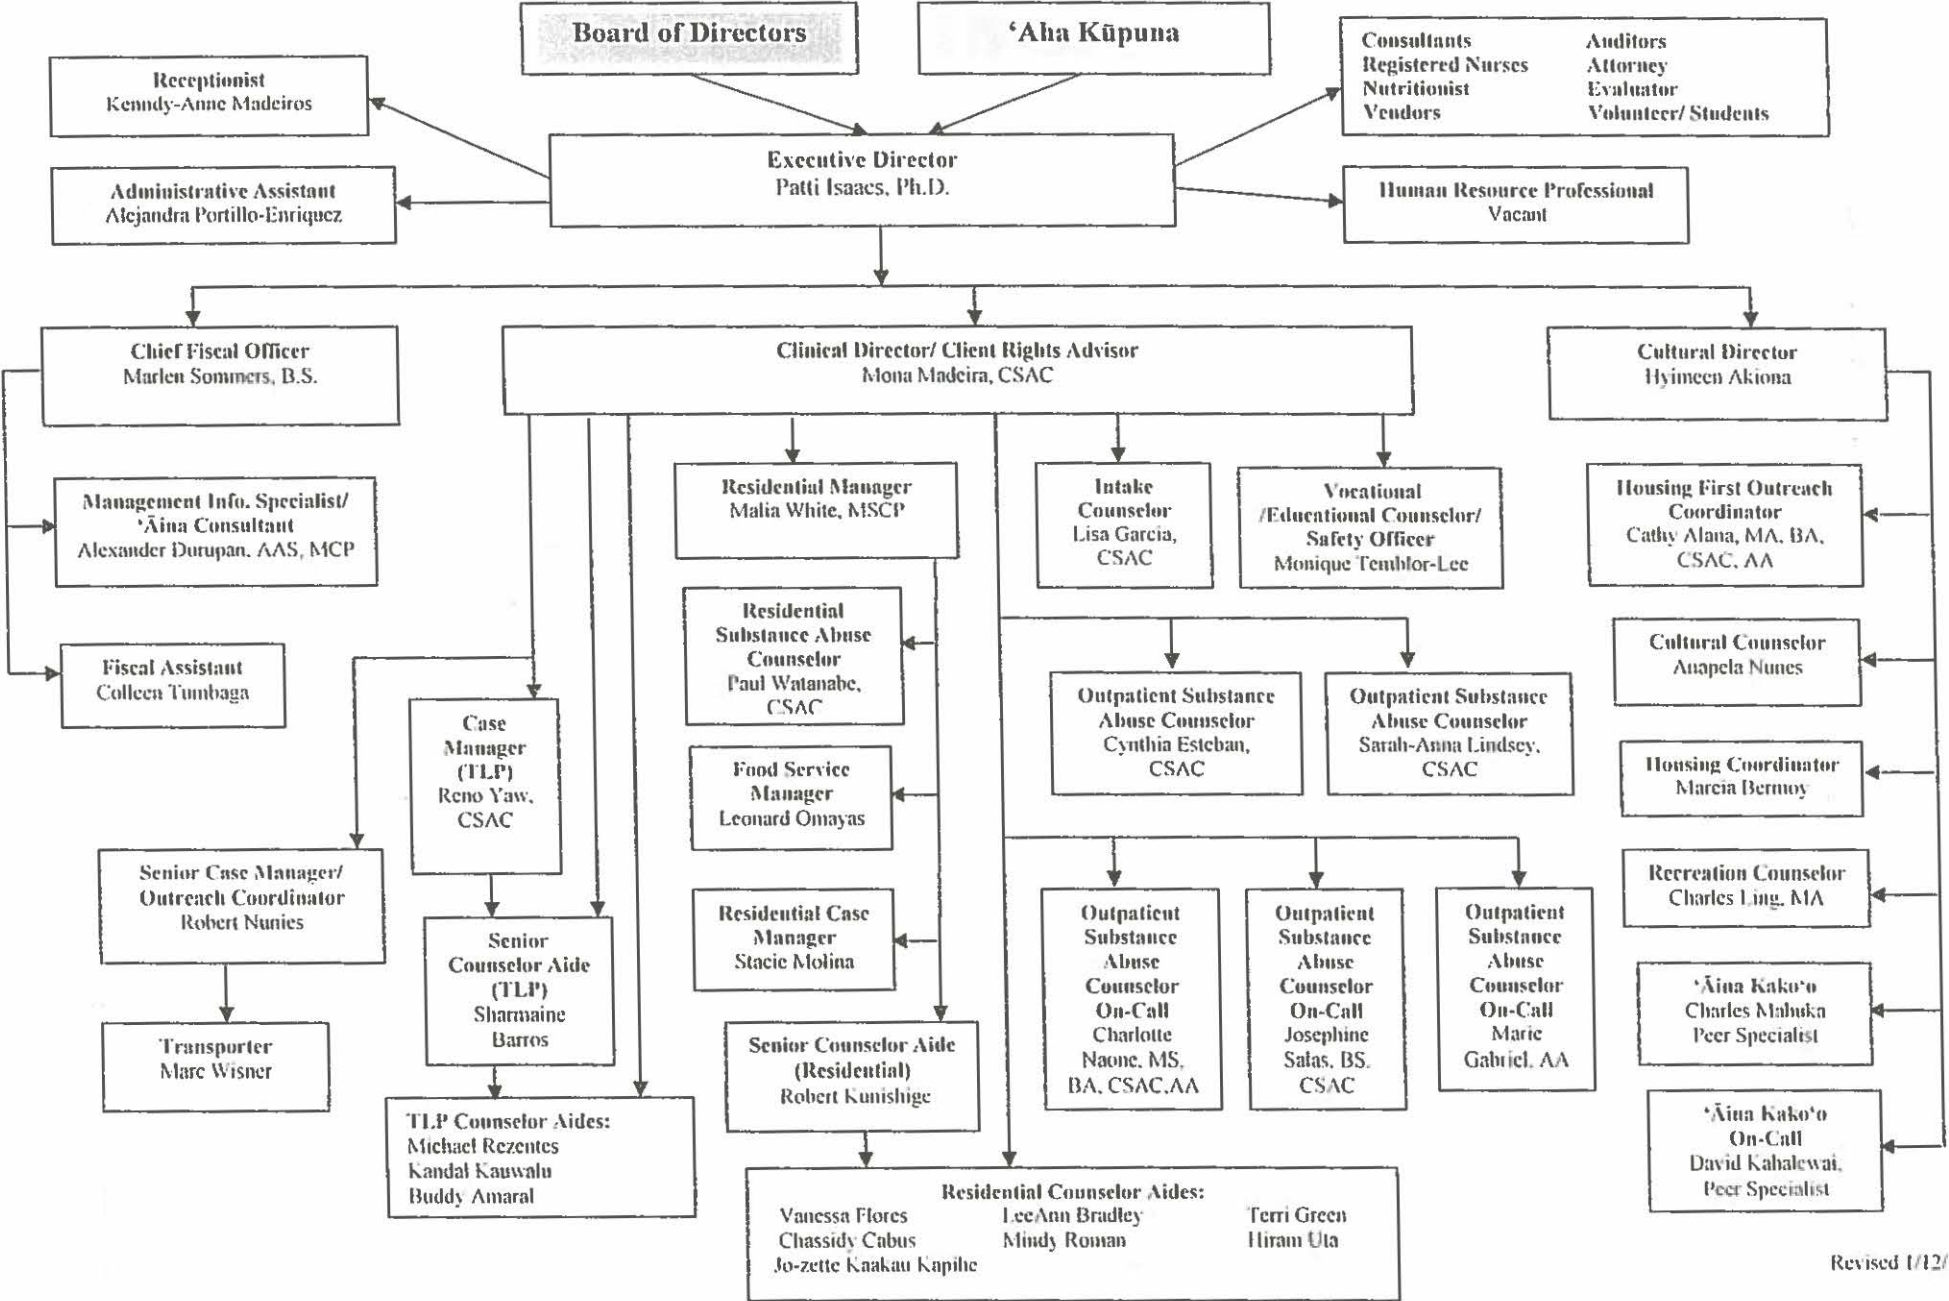 Board of Directors
‘Aha Kūpuna
Consultants Auditors
Registered Nurses Attorney
Nutritionist Evaluator
Vendors Volunteer/ Students
Receptionist
Kenndy-Anne Madeiros
Executive Director
Patti Isaacs, Ph.D.
Administrative Assistant
Alejandra Portillo-Enriquez
Human Resource Professional
Vacant
Chief Fiscal Officer
Marlen Sommers, B.S.
Clinical Director/ Client Rights Advisor
Mona Madeira, CSAC
Cultural Director
Hyimeen Akiona
Management Info. Specialist/
‘Āina Consultant
Alexander Durupan, AAS, MCP
Fiscal Assistant
Colleen Tumbaga
Residential Manager
Malia White, MSCP
Intake
Counselor
Lisa Garcia,
CSAC
Vocational
/Educational Counselor/
Safety Officer
Monique Temblor-Lee
Housing First Outreach
Coordinator
Cathy Alana, MA, BA,
CSAC, AA
Residential
Substance Abuse
Counselor
Paul Watanabe,
CSAC
Cultural Counselor
Anapela Nunes
Case
Manager
(TLP)
Reno Yaw,
CSAC
Outpatient Substance
Abuse Counselor
Cynthia Esteban,
CSAC
Outpatient Substance
Abuse Counselor
Sarah-Anna Lindsey,
CSAC
Food Service
Manager
Leonard Omayas
Housing Coordinator
Marcia Bermoy
Senior Case Manager/
Outreach Coordinator
Robert Nunies
Recreation Counselor
Charles Ling, MA
Residential Case
Manager
Stacie Molina
Senior
Counselor Aide
(TLP)
Sharmaine
Barros
Outpatient
Substance
Abuse
Counselor
On-Call
Charlotte
Naone, MS,
BA, CSAC,AA
Outpatient
Substance
Abuse
Counselor
On-Call
Josephine
Salas, BS,
CSAC
Outpatient
Substance
Abuse
Counselor
On-Call
Marie
Gabriel, AA
‘Āina Kako‘o
Charles Mahuka
Peer Specialist
Transporter
Marc Wisner
Senior Counselor Aide
(Residential)
Robert Kunishige
TLP Counselor Aides:
Michael Rezentes
Kandal Kauwalu
Buddy Amaral
‘Āina Kako‘o
On-Call
David Kahalewai,
Peer Specialist
Residential Counselor Aides:
Vanessa Flores LeeAnn Bradley Terri Green
Chassidy Cabus Mindy Roman Hiram Uta
Jo-zette Kaakau Kapihe
Revised 1/12/